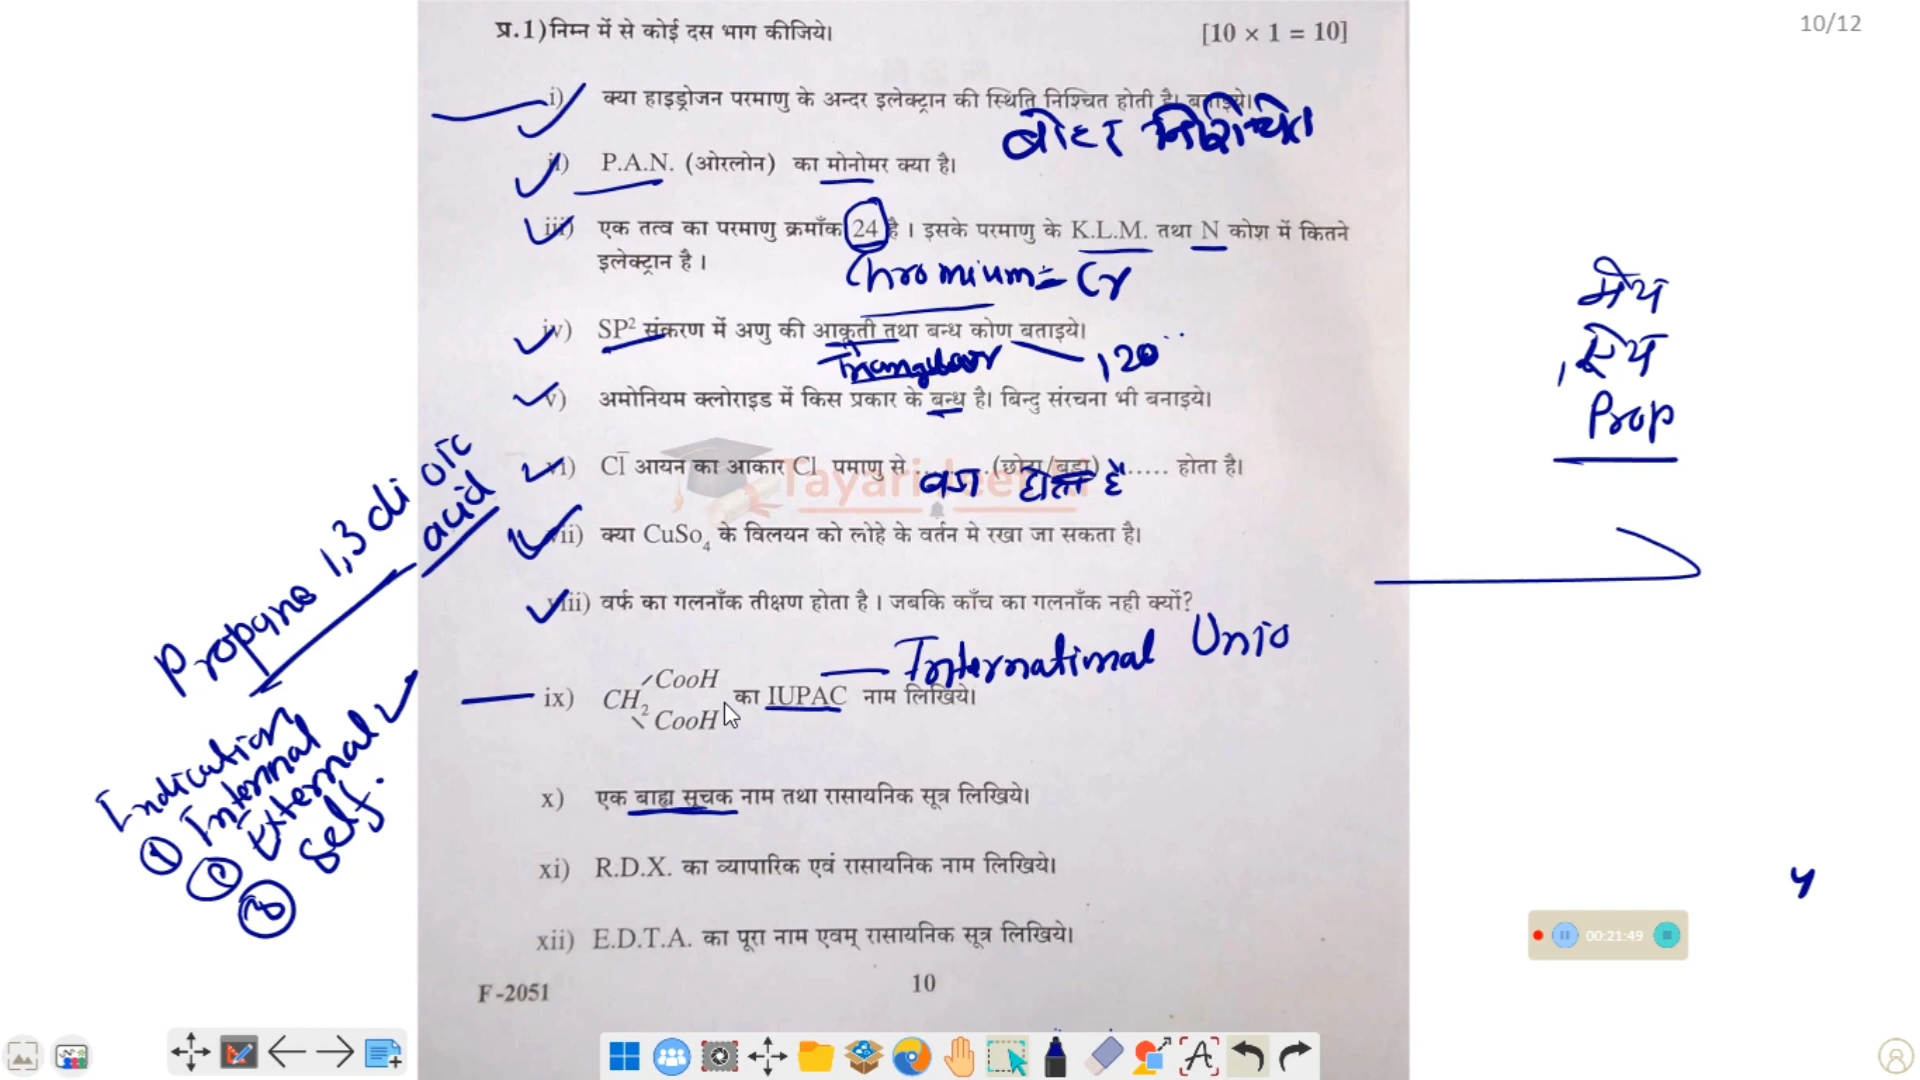 10/12
प्र.1)निम्न में से कोई दस भाग कीजिये। [10 × 1 = 10]
i) क्या हाइड्रोजन परमाणु के अन्दर इलेक्ट्रान की स्थिति निश्चित होती है। बताइये।
बोहर निश्चित
ii) P.A.N. (ओरलोन) का मोनोमर क्या है।
iii) एक तत्व का परमाणु क्रमाँक 24 है । इसके परमाणु के K.L.M. तथा N कोश में कितने
इलेक्ट्रान है ।
Chromium = Cr
iv) SP² संकरण में अणु की आकृती तथा बन्ध कोण बताइये।
Triangular 120
v) अमोनियम क्लोराइड में किस प्रकार के बन्ध है। बिन्दु संरचना भी बनाइये।
vi) Cl̄ आयन का आकार Cl पमाणु से ..........(छोटा/बड़ा) ....... होता है।
होता है
vii) क्या CuSo₄ के विलयन को लोहे के वर्तन मे रखा जा सकता है।
viii) वर्फ का गलनाँक तीक्षण होता है । जबकि काँच का गलनाँक नही क्यों?
International Unio
ix) CH₂ CooH CooH का IUPAC नाम लिखिये।
x) एक बाह्य सूचक नाम तथा रासायनिक सूत्र लिखिये।
xi) R.D.X. का व्यापारिक एवं रासायनिक नाम लिखिये।
xii) E.D.T.A. का पूरा नाम एवम् रासायनिक सूत्र लिखिये।
F-2051 10
Propane 1,3 di oic
acid
Indication
① Internal
② External
③ Self.
मेथ
एथ
Prop
00:21:49